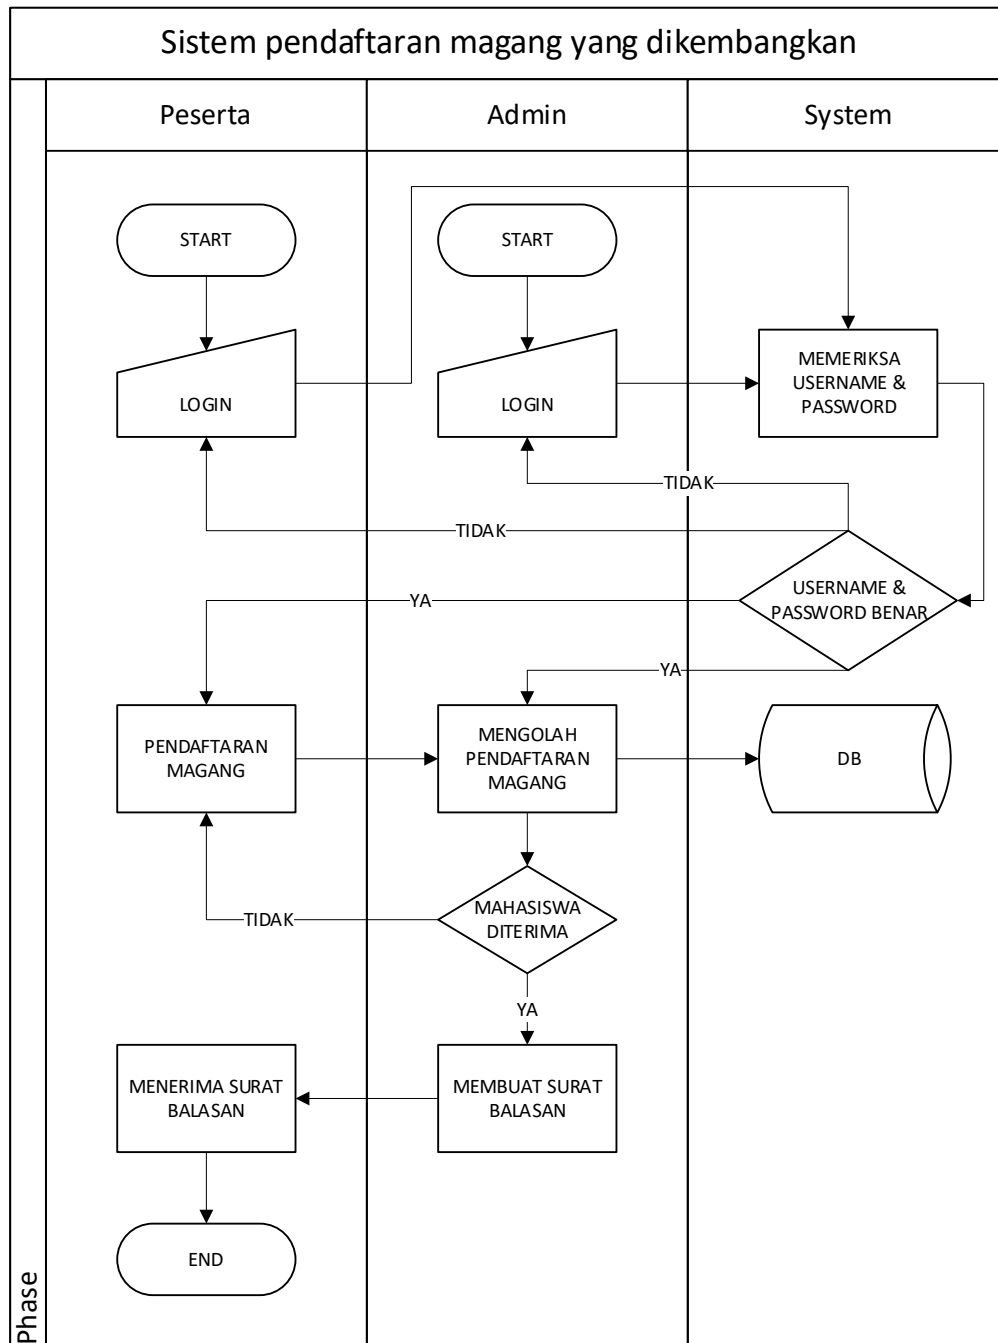 Sistem pendaftaran magang yang dikembangkan
Peserta
Admin
System
START
START
LOGIN
LOGIN
MEMERIKSA
USERNAME &
PASSWORD
TIDAK
TIDAK
USERNAME &
PASSWORD BENAR
YA
YA
PENDAFTARAN
MAGANG
MENGOLAH
PENDAFTARAN
MAGANG
DB
MAHASISWA
DITERIMA
TIDAK
YA
MENERIMA SURAT
BALASAN
MEMBUAT SURAT
BALASAN
END
Phase